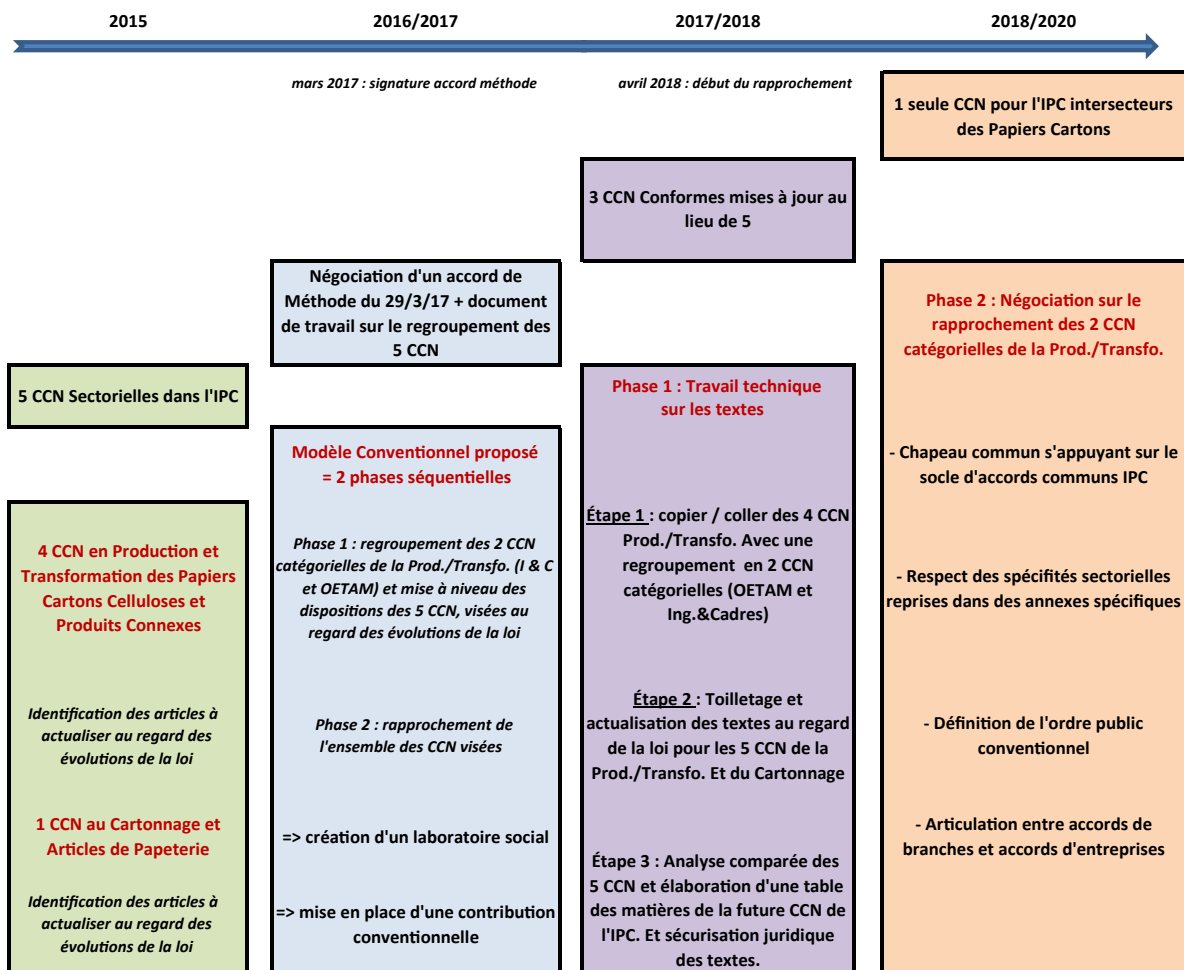 2015
2016/2017
2017/2018
2018/2020
mars 2017 : signature accord méthode
avril 2018 : début du rapprochement
5 CCN Sectorielles dans l'IPC
4 CCN en Production et
Transformation des Papiers
Cartons Celluloses et
Produits Connexes
Identification des articles à
actualiser au regard des
évolutions de la loi
1 CCN au Cartonnage et
Articles de Papeterie
Identification des articles à
actualiser au regard des
évolutions de la loi
Négociation d'un accord de
Méthode du 29/3/17 + document
de travail sur le regroupement des
5 CCN
Modèle Conventionnel proposé
= 2 phases séquentielles
Phase 1 : regroupement des 2 CCN
catégorielles de la Prod./Transfo. (I & C
et OETAM) et mise à niveau des
dispositions des 5 CCN, visées au
regard des évolutions de la loi
Phase 2 : rapprochement de
l'ensemble des CCN visées
=> création d'un laboratoire social
=> mise en place d'une contribution
conventionnelle
3 CCN Conformes mises à jour au
lieu de 5
Phase 1 : Travail technique
sur les textes
Étape 1 : copier / coller des 4 CCN
Prod./Transfo. Avec une
regroupement en 2 CCN
catégorielles (OETAM et
Ing.&Cadres)
Étape 2 : Toilletage et
actualisation des textes au regard
de la loi pour les 5 CCN de la
Prod./Transfo. Et du Cartonnage
Étape 3 : Analyse comparée des
5 CCN et élaboration d'une table
des matières de la future CCN de
l'IPC. Et sécurisation juridique
des textes.
1 seule CCN pour l'IPC intersecteurs
des Papiers Cartons
Phase 2 : Négociation sur le
rapprochement des 2 CCN
catégorielles de la Prod./Transfo.
- Chapeau commun s'appuyant sur le
socle d'accords communs IPC
- Respect des spécifités sectorielles
reprises dans des annexes spécifiques
- Définition de l'ordre public
conventionnel
- Articulation entre accords de
branches et accords d'entreprises